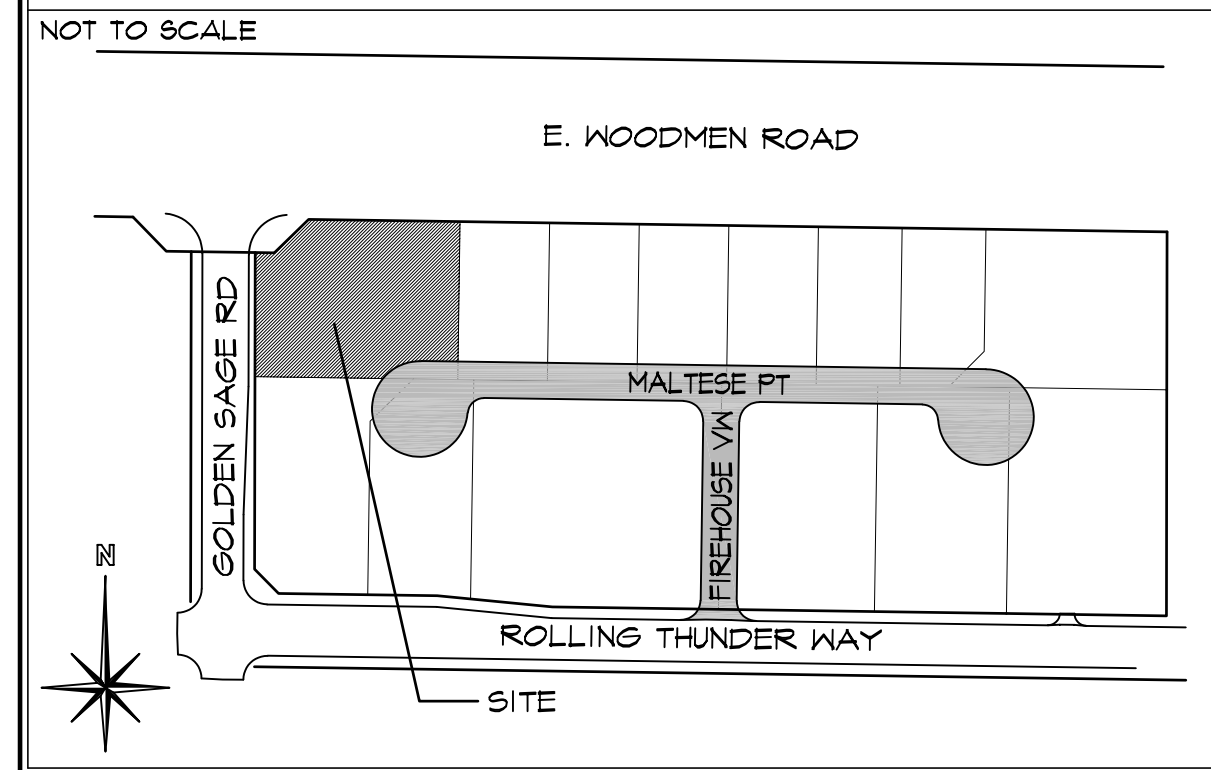 NOT TO SCALE
E. WOODMEN ROAD
GOLDEN SAGE RD
MALTESE PT
FIREHOUSE VW
N
ROLLING THUNDER WAY
SITE